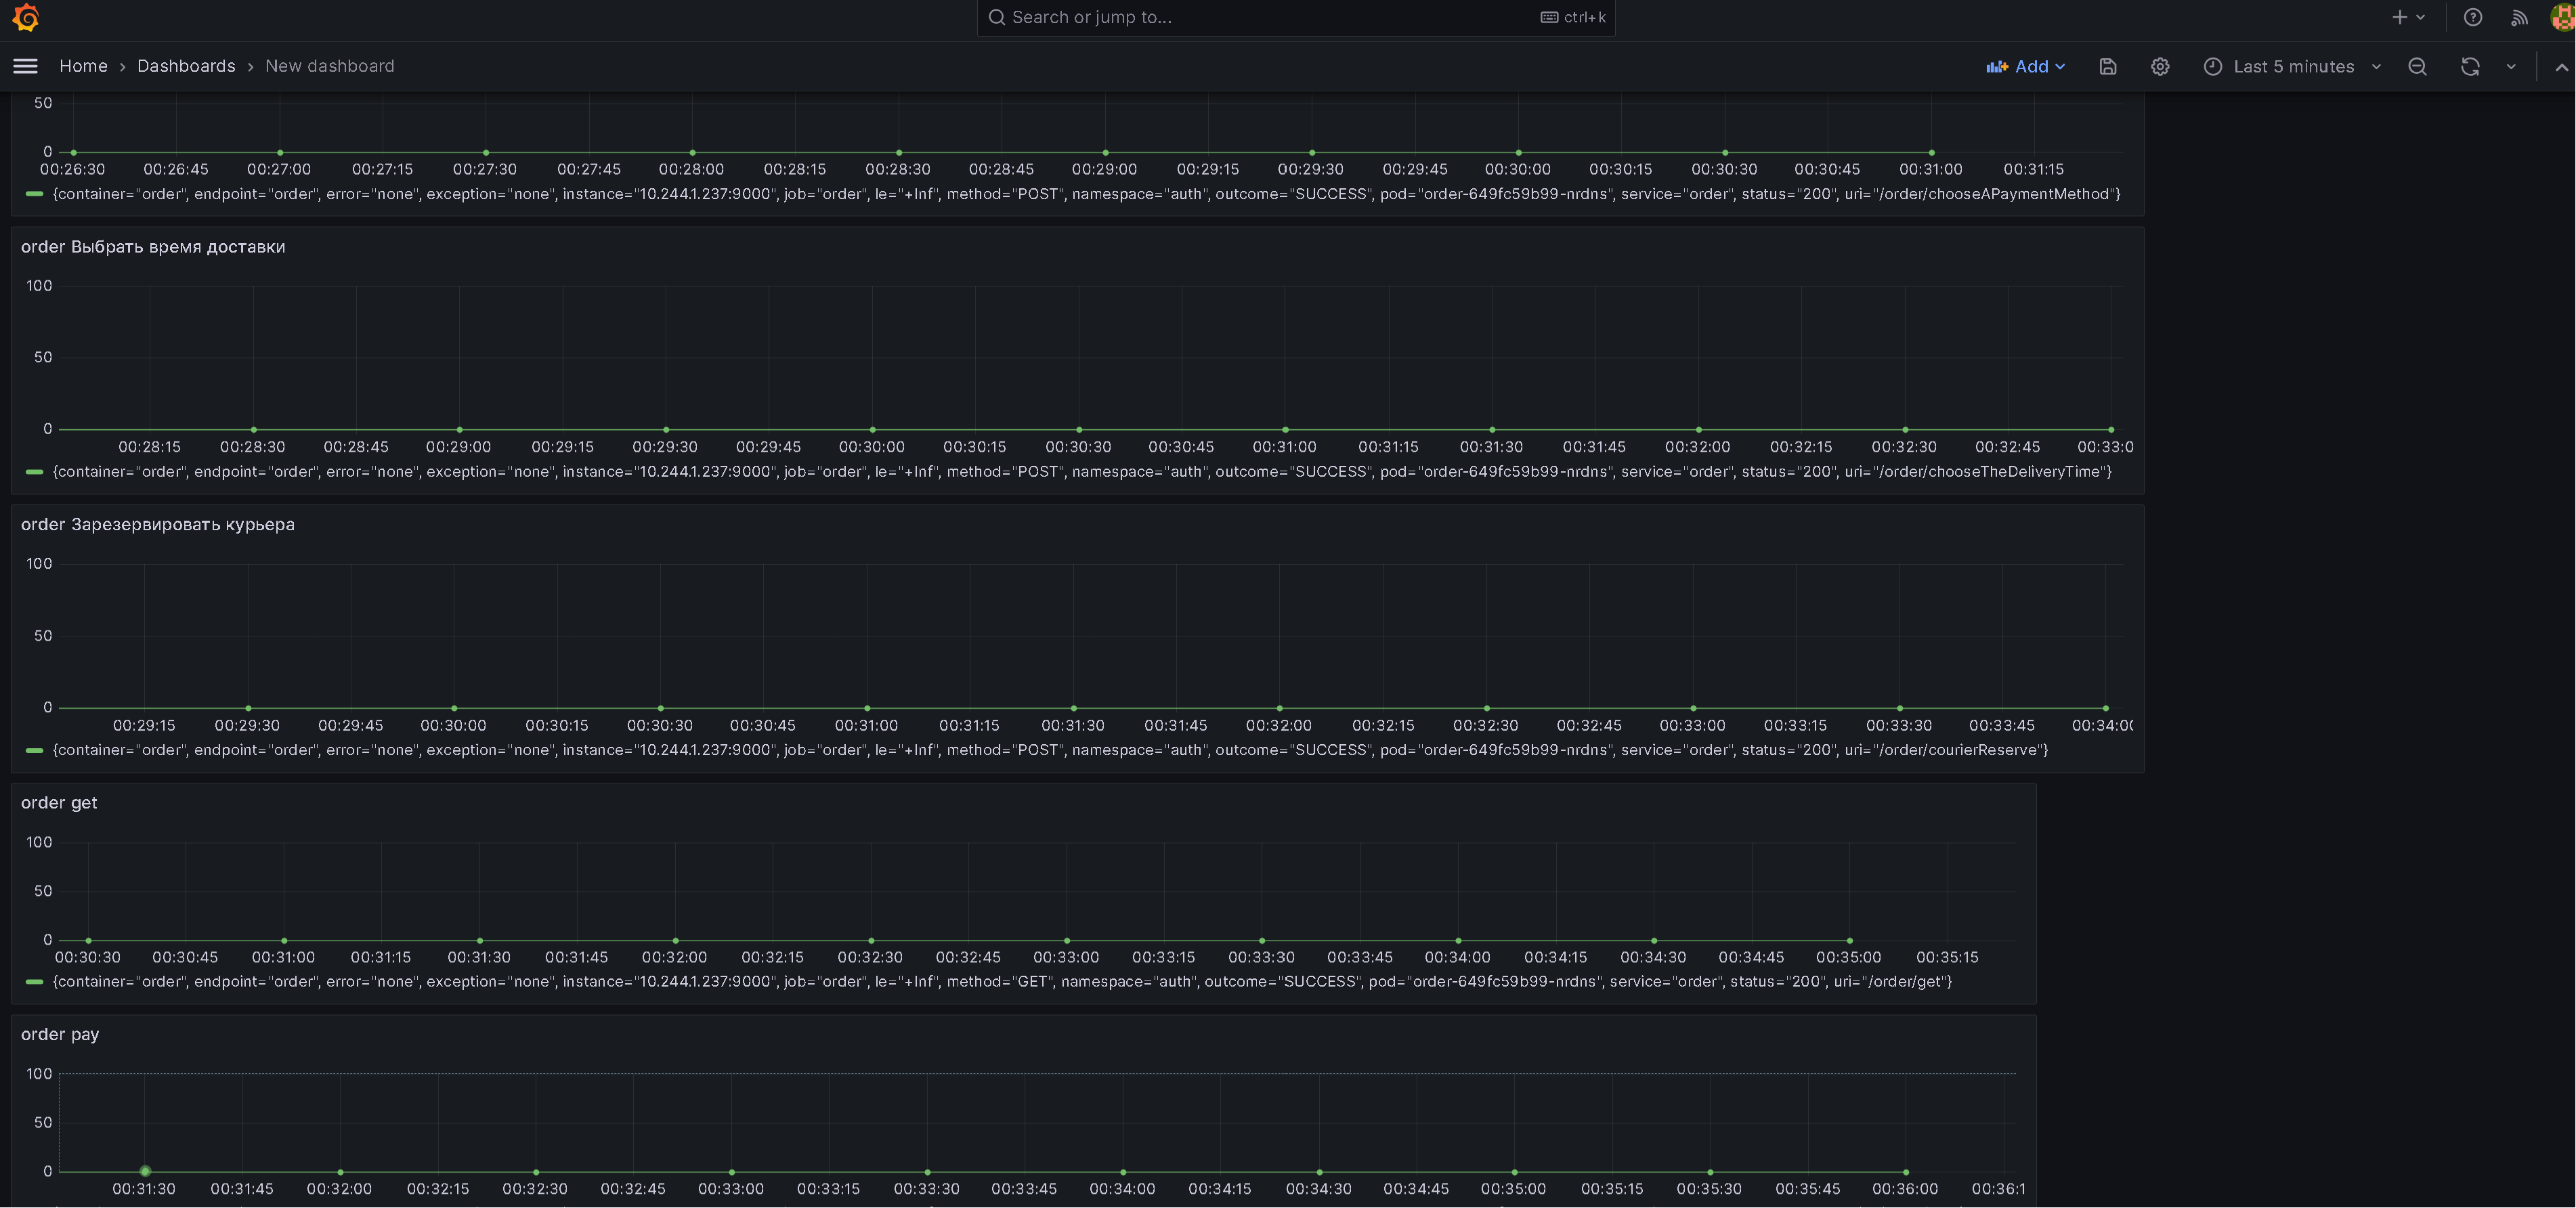 Search or jump to... ctrl+k
Home › Dashboards › New dashboard Add Last 5 minutes
50
0
00:26:30 00:26:45 00:27:00 00:27:15 00:27:30 00:27:45 00:28:00 00:28:15 00:28:30 00:28:45 00:29:00 00:29:15 00:29:30 00:29:45 00:30:00 00:30:15 00:30:30 00:30:45 00:31:00 00:31:15
{container="order", endpoint="order", error="none", exception="none", instance="10.244.1.237:9000", job="order", le="+Inf", method="POST", namespace="auth", outcome="SUCCESS", pod="order-649fc59b99-nrdns", service="order", status="200", uri="/order/chooseAPaymentMethod"}
order Выбрать время доставки
100
50
0
00:28:15 00:28:30 00:28:45 00:29:00 00:29:15 00:29:30 00:29:45 00:30:00 00:30:15 00:30:30 00:30:45 00:31:00 00:31:15 00:31:30 00:31:45 00:32:00 00:32:15 00:32:30 00:32:45 00:33:0
{container="order", endpoint="order", error="none", exception="none", instance="10.244.1.237:9000", job="order", le="+Inf", method="POST", namespace="auth", outcome="SUCCESS", pod="order-649fc59b99-nrdns", service="order", status="200", uri="/order/chooseTheDeliveryTime"}
order Зарезервировать курьера
100
50
0
00:29:15 00:29:30 00:29:45 00:30:00 00:30:15 00:30:30 00:30:45 00:31:00 00:31:15 00:31:30 00:31:45 00:32:00 00:32:15 00:32:30 00:32:45 00:33:00 00:33:15 00:33:30 00:33:45 00:34:00
{container="order", endpoint="order", error="none", exception="none", instance="10.244.1.237:9000", job="order", le="+Inf", method="POST", namespace="auth", outcome="SUCCESS", pod="order-649fc59b99-nrdns", service="order", status="200", uri="/order/courierReserve"}
order get
100
50
0
00:30:30 00:30:45 00:31:00 00:31:15 00:31:30 00:31:45 00:32:00 00:32:15 00:32:30 00:32:45 00:33:00 00:33:15 00:33:30 00:33:45 00:34:00 00:34:15 00:34:30 00:34:45 00:35:00 00:35:15
{container="order", endpoint="order", error="none", exception="none", instance="10.244.1.237:9000", job="order", le="+Inf", method="GET", namespace="auth", outcome="SUCCESS", pod="order-649fc59b99-nrdns", service="order", status="200", uri="/order/get"}
order pay
100
50
0
00:31:30 00:31:45 00:32:00 00:32:15 00:32:30 00:32:45 00:33:00 00:33:15 00:33:30 00:33:45 00:34:00 00:34:15 00:34:30 00:34:45 00:35:00 00:35:15 00:35:30 00:35:45 00:36:00 00:36:1